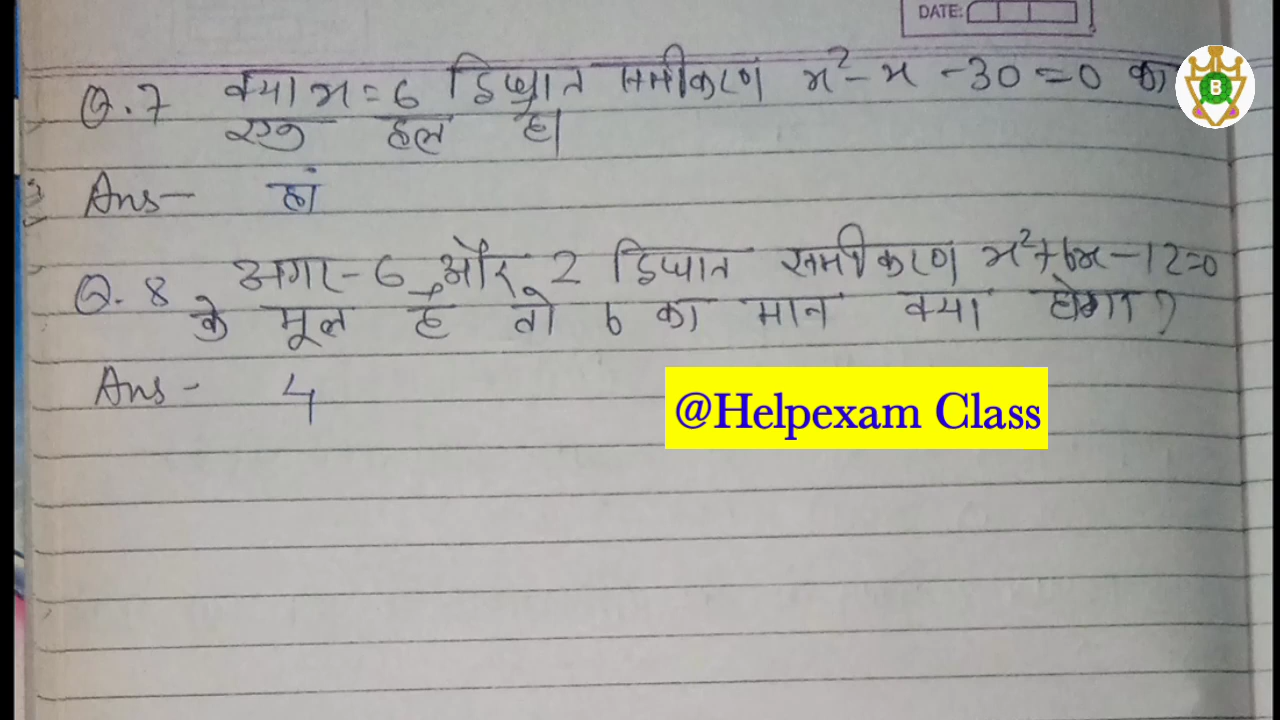 DATE:
Q.7 क्या x = 6 द्विघात समीकरण x² - x - 30 = 0 का
एक हल है।
Ans - हां
Q.8 अगर - 6 और 2 द्विघात समीकरण x² + bx - 12 = 0
के मूल है तो b का मान क्या होगा?
Ans - 4
@Helpexam Class
B